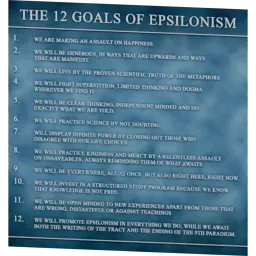 THE 12 GOALS OF EPSILONISM
1. WE ARE MAKING AN ASSAULT ON HAPPINESS.
2. WE WILL BE GENEROUS, IN WAYS THAT ARE UPWARDS AND WAYS
THAT ARE MANIFEST.
3. WE WILL LIVE BY THE PROVEN SCIENTIFIC TRUTH OF THE METAPHORS
4. WE WILL FIGHT SUPERSTITION, LIMITED THINKING AND DOGMA
WHEREVER WE FIND IT
5. WE WILL BE CLEAR THINKING, INDEPENDENT MINDED AND DO
EXACTLY WHAT WE ARE TOLD.
6. WE WILL PRACTICE SCIENCE BY NOT DOUBTING.
7. WILL DISPLAY INFINITE POWER BY CLOSING OUT THOSE WHO
DISAGREE WITH OUR LIFE CHOICES.
8. WE WILL PRACTICE KINDNESS AND MERCY BY A RELENTLESS ASSAULT
ON UNSAVEABLES, ALWAYS REMINDING THEM OF WHAT AWAITS.
9. WE WILL BE EVERYWHERE, ALL AT ONCE, BUT ALSO RIGHT HERE, RIGHT NOW.
10. WE WILL INVEST IN A STRUCTURED STUDY PROGRAM BECAUSE WE KNOW
THAT KNOWLEDGE IS NOT FREE.
11. WE WILL BE OPEN MINDED TO NEW EXPERIENCES APART FROM THOSE THAT
ARE WRONG, DISTASTEFUL OR AGAINST TEACHINGS
12. WE WILL PROMOTE EPSILONISM IN EVERYTHING WE DO, WHILE WE AWAIT
BOTH THE WRITING OF THE TRACT AND THE ENDING OF THE 5TH PARADIGM.